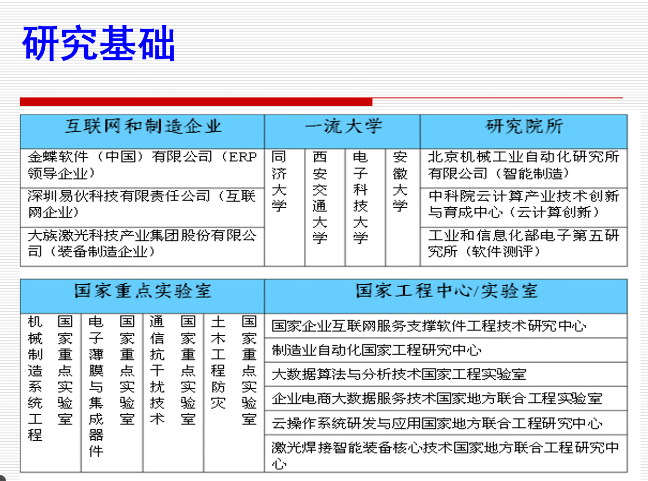 研究基础
互联网和制造企业
一流大学
研究院所
金蝶软件（中国）有限公司（ERP
领导企业）
深圳易伙科技有限责任公司（互联
网企业）
大族激光科技产业集团股份有限公
司（装备制造企业）
同济大学
西安交通大学
电子科技大学
安徽大学
北京机械工业自动化研究所
有限公司（智能制造）
中科院云计算产业技术创新
与育成中心（云计算创新）
工业和信息化部电子第五研
究所（软件测评）
国家重点实验室
国家工程中心/实验室
机械制造系统工程
国家重点实验室
电子薄膜与集成器件
国家重点实验室
通信抗干扰技术
国家重点实验室
土木工程防灾
国家重点实验室
国家企业互联网服务支撑软件工程技术研究中心
制造业自动化国家工程研究中心
大数据算法与分析技术国家工程实验室
企业电商大数据服务技术国家地方联合工程实验室
云操作系统研发与应用国家地方联合工程研究中心
激光焊接智能装备核心技术国家地方联合工程研究中
心